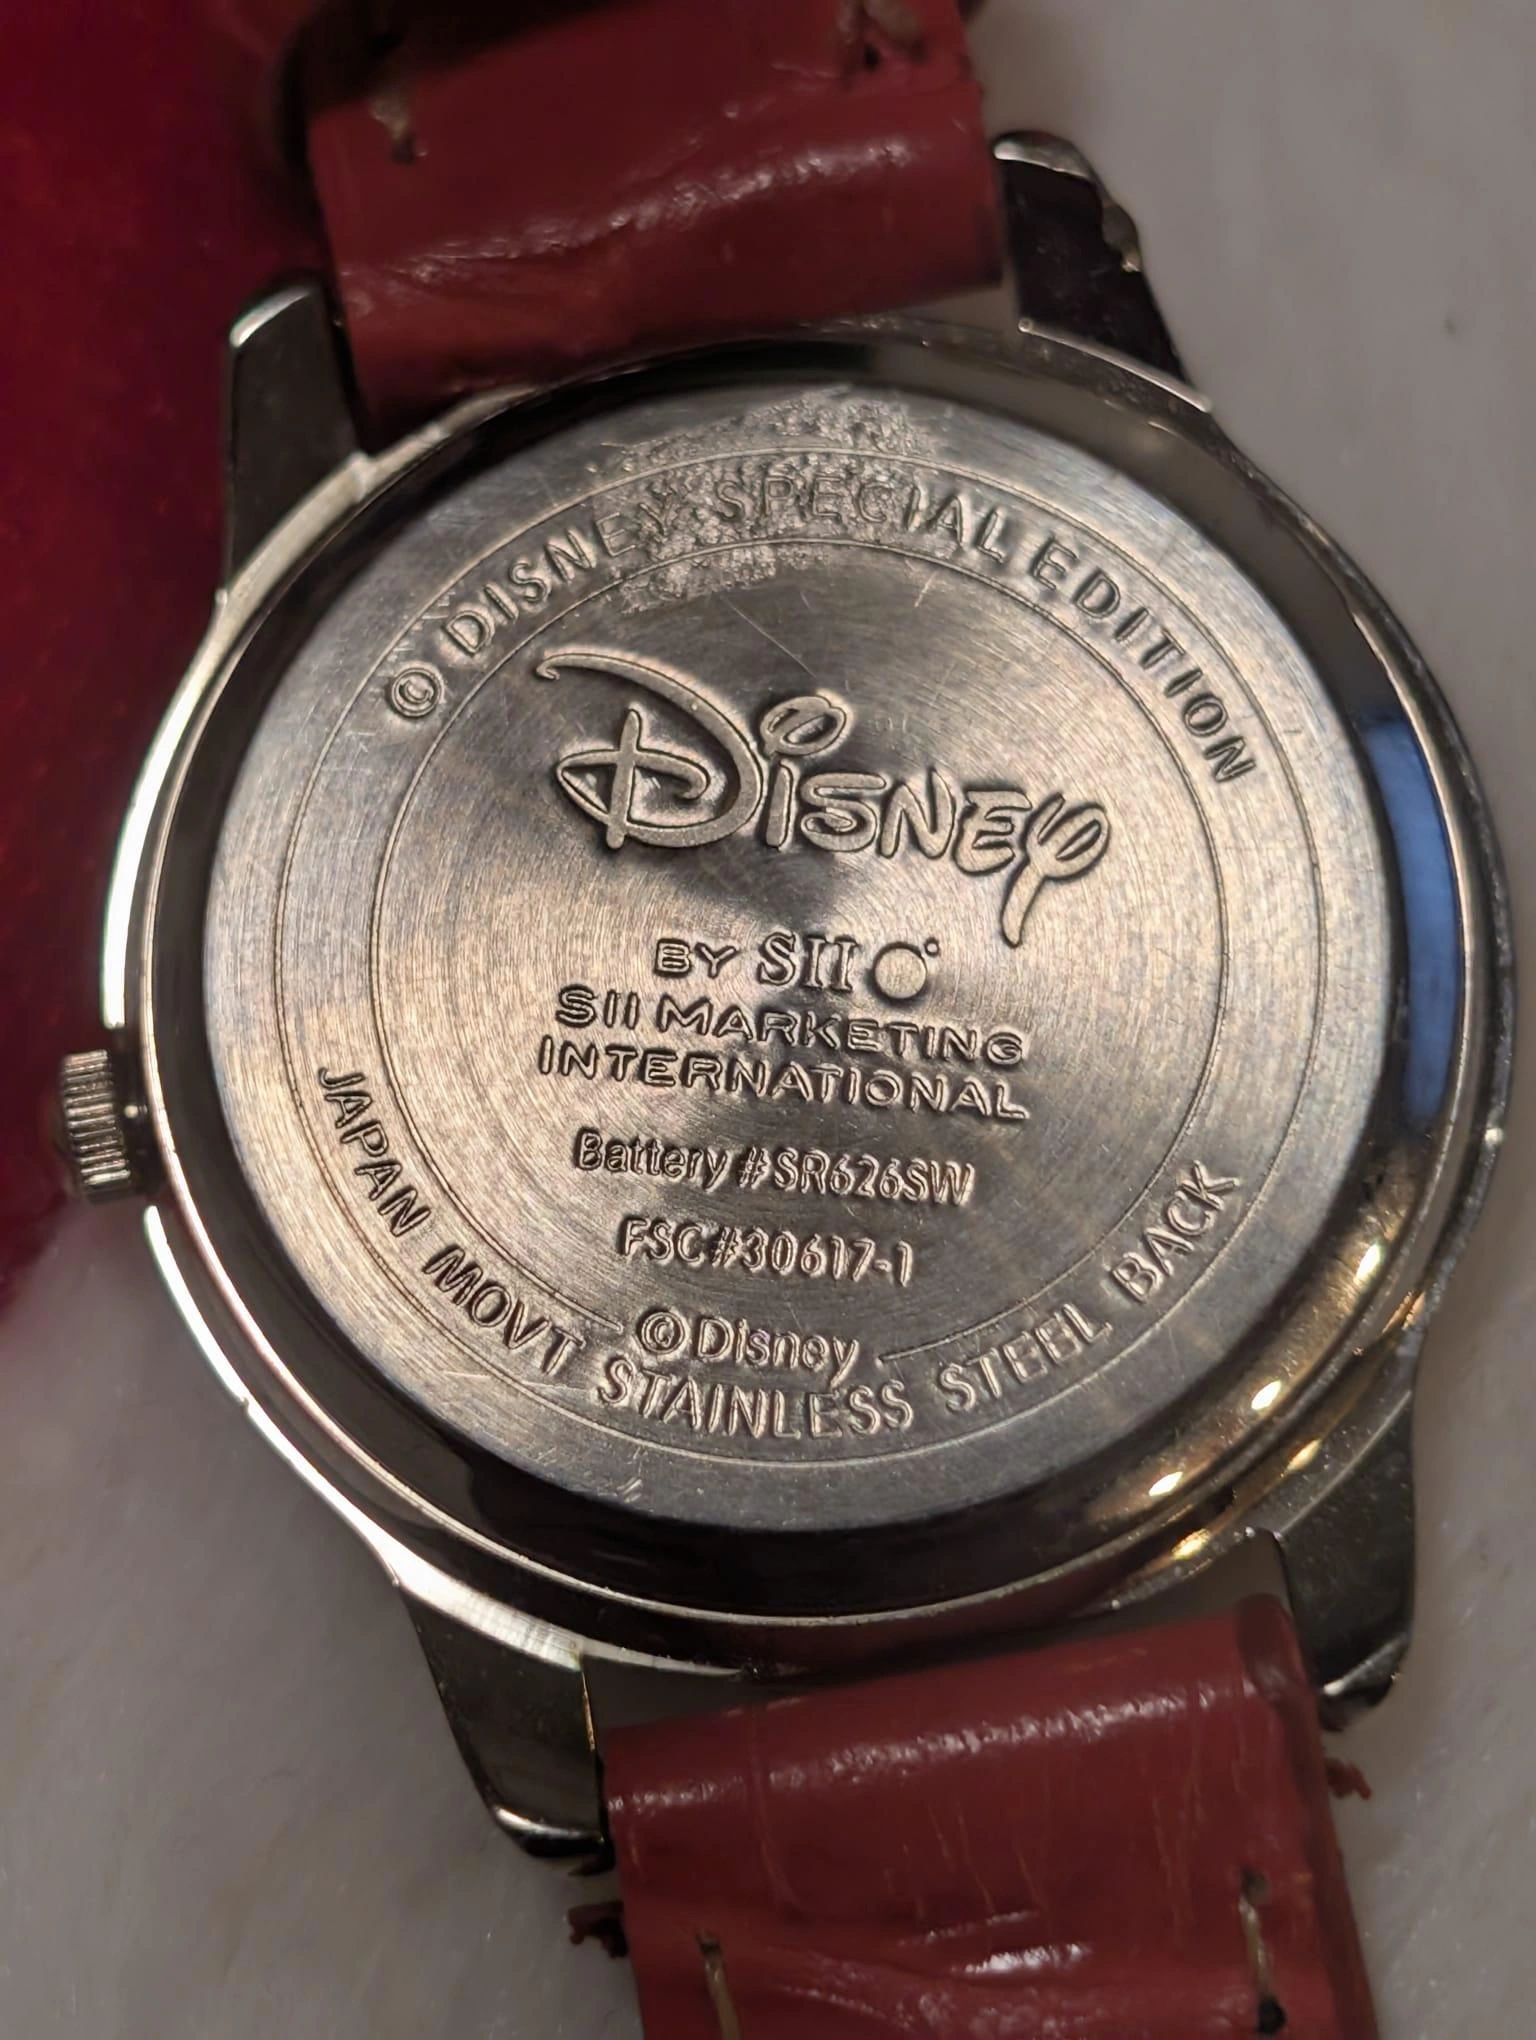 © DISNEY SPECIAL EDITION
Disney
BY SII
SII MARKETING
INTERNATIONAL
Battery #SR626SW
FSC#30617-1
©Disney
JAPAN MOVT STAINLESS STEEL BACK